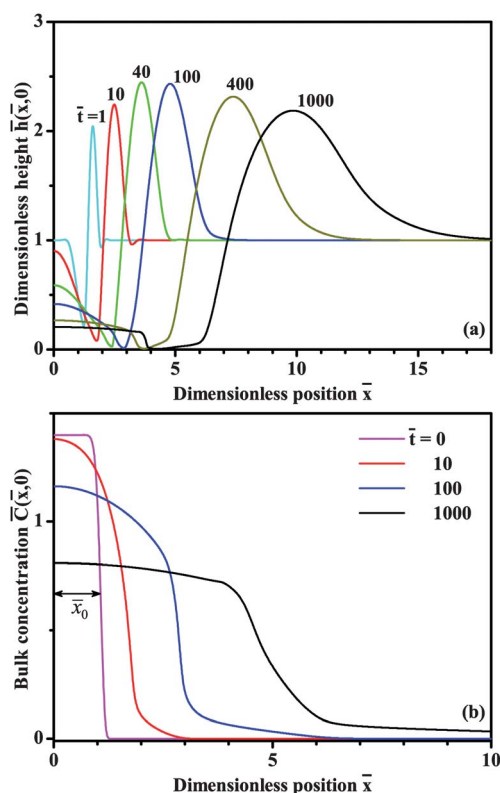 3
Dimensionless height h̄(x̄,0)
2
1
0
t̄=1
10
40
100
400
1000
(a)
0 5 10 15
Dimensionless position x̄
Bulk concentration C̄(x̄,0)
1
0
t̄ = 0
10
100
1000
x̄₀
(b)
0 5 10
Dimensionless position x̄